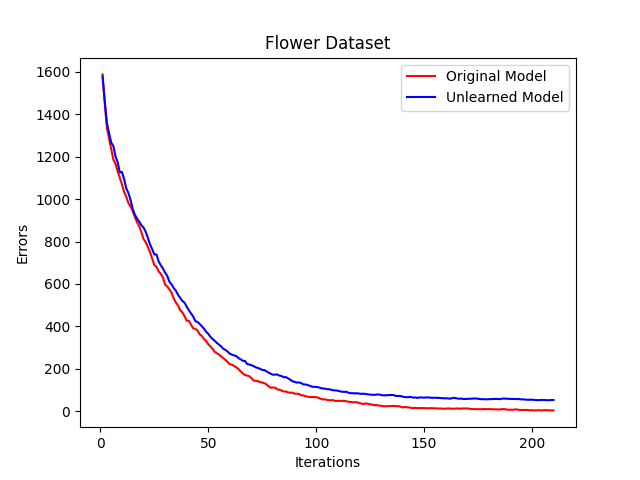 Flower Dataset
Original Model
Unlearned Model
Errors
1600
1400
1200
1000
800
600
400
200
0
0 50 100 150 200
Iterations